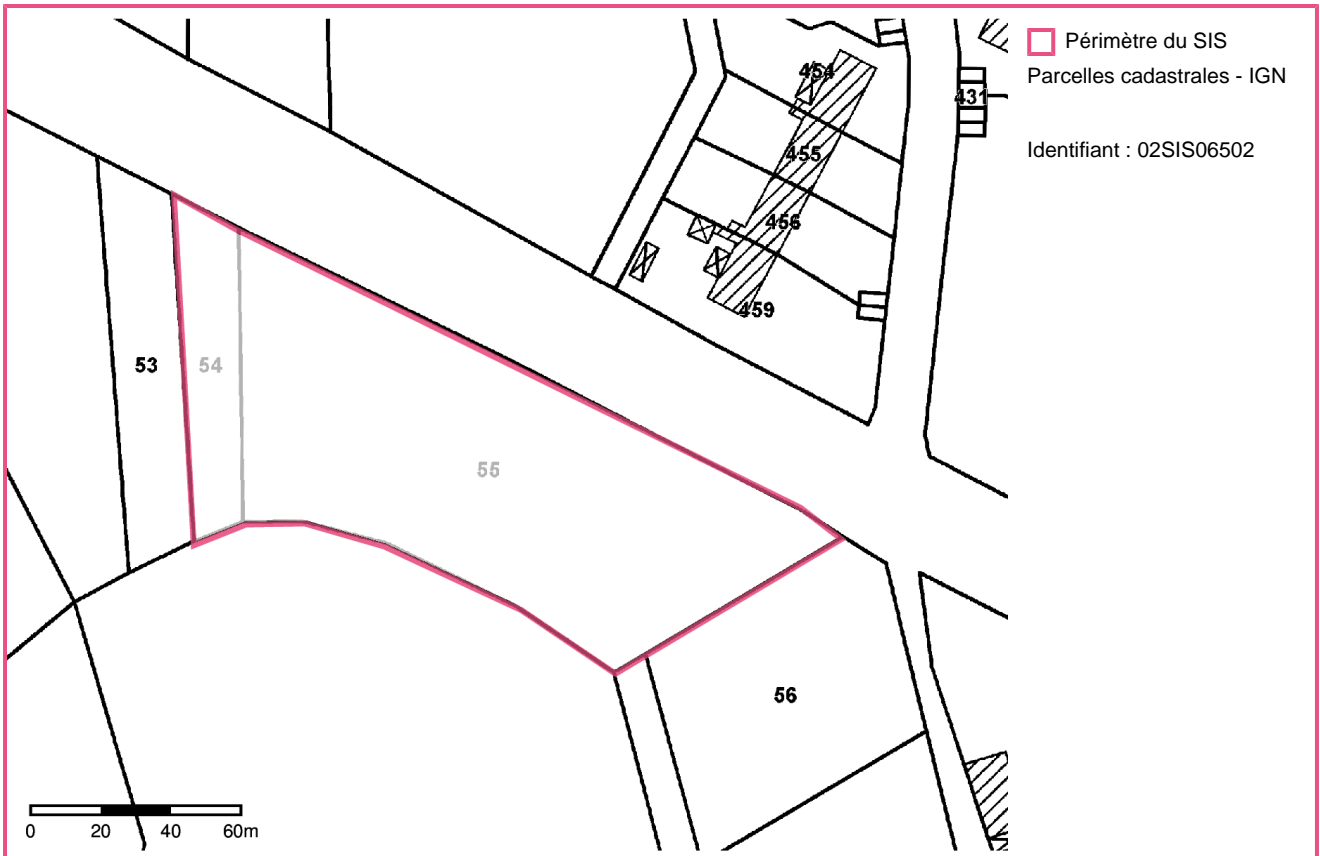 Périmètre du SIS
Parcelles cadastrales - IGN
Identifiant : 02SIS06502
454
431
455
456
459
53
54
55
56
0 20 40 60m